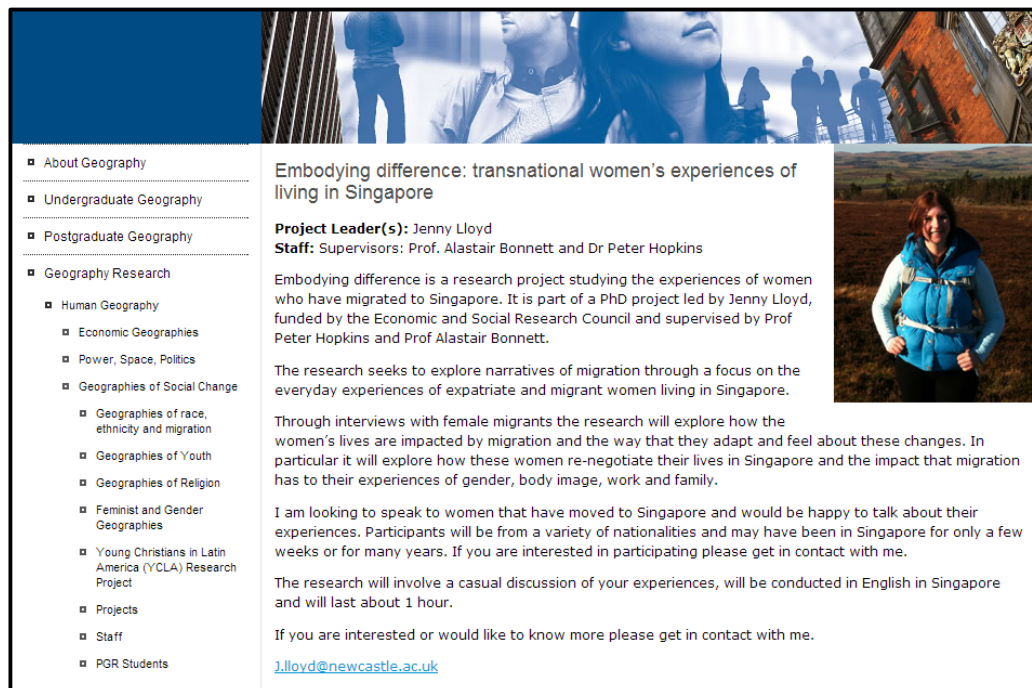 About Geography
Undergraduate Geography
Postgraduate Geography
Geography Research
Human Geography
Economic Geographies
Power, Space, Politics
Geographies of Social Change
Geographies of race,
ethnicity and migration
Geographies of Youth
Geographies of Religion
Feminist and Gender
Geographies
Young Christians in Latin
America (YCLA) Research
Project
Projects
Staff
PGR Students
Embodying difference: transnational women's experiences of
living in Singapore
Project Leader(s): Jenny Lloyd
Staff: Supervisors: Prof. Alastair Bonnett and Dr Peter Hopkins
Embodying difference is a research project studying the experiences of women
who have migrated to Singapore. It is part of a PhD project led by Jenny Lloyd,
funded by the Economic and Social Research Council and supervised by Prof
Peter Hopkins and Prof Alastair Bonnett.
The research seeks to explore narratives of migration through a focus on the
everyday experiences of expatriate and migrant women living in Singapore.
Through interviews with female migrants the research will explore how the
women´s lives are impacted by migration and the way that they adapt and feel about these changes. In
particular it will explore how these women re-negotiate their lives in Singapore and the impact that migration
has to their experiences of gender, body image, work and family.
I am looking to speak to women that have moved to Singapore and would be happy to talk about their
experiences. Participants will be from a variety of nationalities and may have been in Singapore for only a few
weeks or for many years. If you are interested in participating please get in contact with me.
The research will involve a casual discussion of your experiences, will be conducted in English in Singapore
and will last about 1 hour.
If you are interested or would like to know more please get in contact with me.
J.lloyd@newcastle.ac.uk